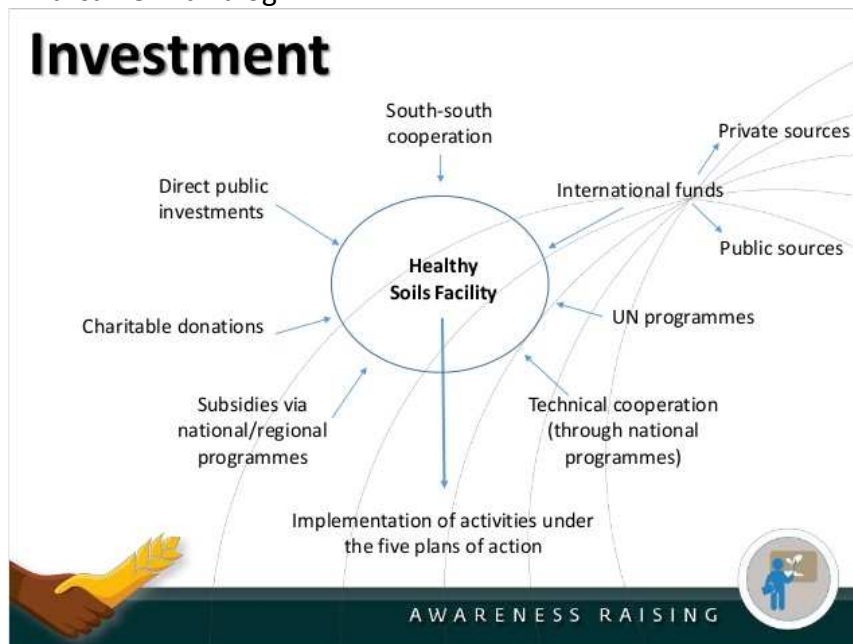 Investment
South-south
cooperation
Private sources
Direct public
investments
International funds
Public sources
Healthy
Soils Facility
Charitable donations
UN programmes
Subsidies via
national/regional
programmes
Technical cooperation
(through national
programmes)
Implementation of activities under
the five plans of action
AWARENESS RAISING